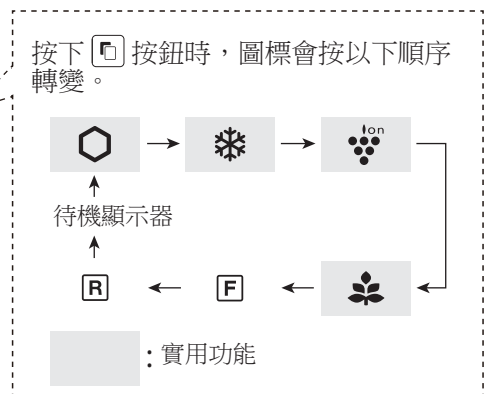 按下 按鈕時，圖標會按以下順序
轉變。
ion
待機顯示器
R F
：實用功能